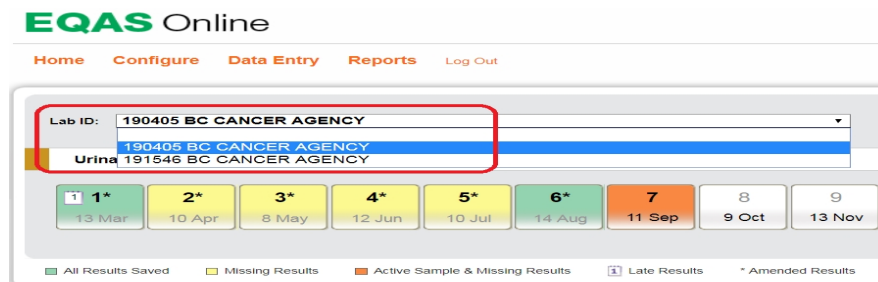 EQAS Online
Home Configure Data Entry Reports Log Out
Lab ID: 190405 BC CANCER AGENCY
190405 BC CANCER AGENCY
Urina 191546 BC CANCER AGENCY
1 1* 2* 3* 4* 5* 6* 7 8 9
13 Mar 10 Apr 8 May 12 Jun 10 Jul 14 Aug 11 Sep 9 Oct 13 Nov
All Results Saved Missing Results Active Sample & Missing Results 1 Late Results * Amended Results